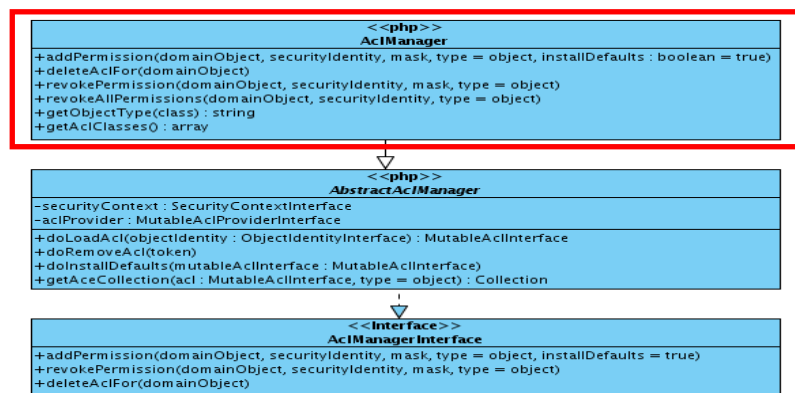 <<php>>
AclManager
+addPermission(domainObject, securityIdentity, mask, type = object, installDefaults : boolean = true)
+deleteAclFor(domainObject)
+revokePermission(domainObject, securityIdentity, mask, type = object)
+revokeAllPermissions(domainObject, securityIdentity, type = object)
+getObjectType(class) : string
+getAclClasses() : array
<<php>>
AbstractAclManager
-securityContext : SecurityContextInterface
-aclProvider : MutableAclProviderInterface
+doLoadAcl(objectIdentity : ObjectIdentityInterface) : MutableAclInterface
+doRemoveAcl(token)
+doInstallDefaults(mutableAclInterface : MutableAclInterface)
+getAceCollection(acl : MutableAclInterface, type = object) : Collection
<<Interface>>
AclManagerInterface
+addPermission(domainObject, securityIdentity, mask, type = object, installDefaults = true)
+revokePermission(domainObject, securityIdentity, mask, type = object)
+deleteAclFor(domainObject)